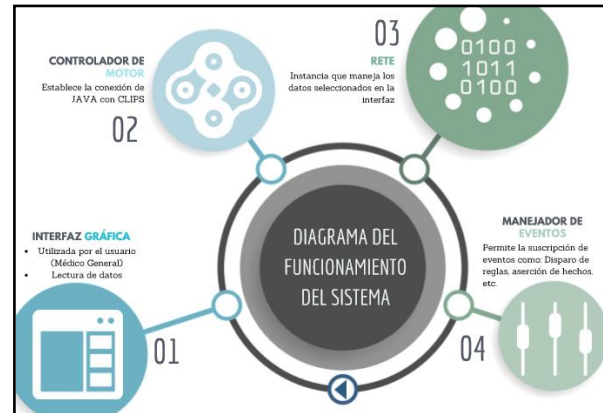 03
RETE
Instancia que maneja los
datos seleccionados en la
interfaz
0100
1011
0100
CONTROLADOR DE
MOTOR
Establece la conexión de
JAVA con CLIPS
02
DIAGRAMA DEL
FUNCIONAMIENTO
DEL SISTEMA
INTERFAZ GRÁFICA
• Utilizada por el usuario
(Médico General)
• Lectura de datos
01
MANEJADOR DE
EVENTOS
Permite la suscripción de
eventos como: Disparo de
reglas, aserción de hechos,
etc.
04